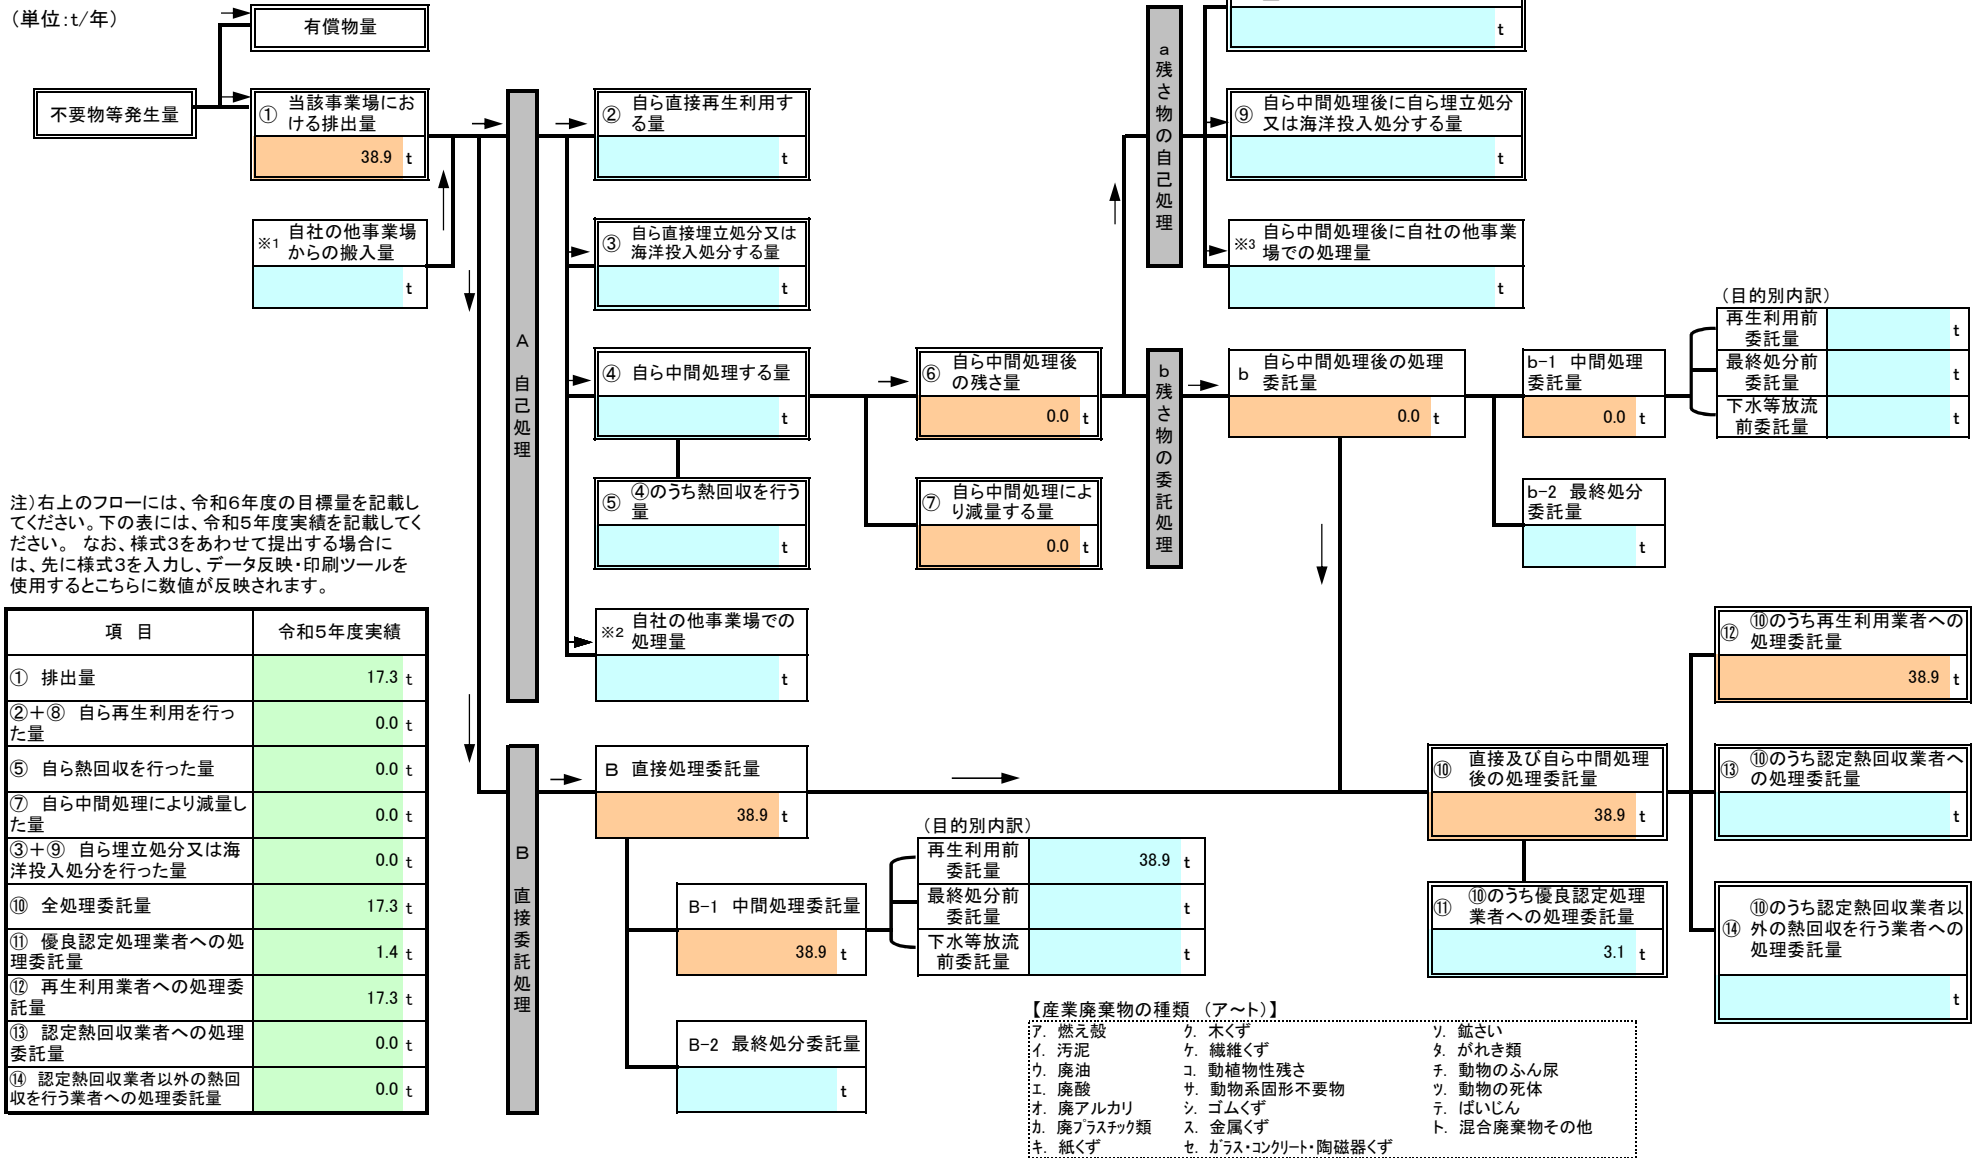 （単位:ｔ/年）
有償物量
不要物等発生量
① 当該事業場にお
ける排出量
38.9 t
※1 自社の他事業場
からの搬入量
t
A 自己処理
② 自ら直接再生利用す
る量
t
③ 自ら直接埋立処分又は
海洋投入処分する量
t
④ 自ら中間処理する量
t
⑤ ④のうち熱回収を行う
量
t
※2 自社の他事業場での
処理量
t
⑥ 自ら中間処理後
の残さ量
0.0 t
⑦ 自ら中間処理によ
り減量する量
0.0 t
a 残さ物の自己処理
t
⑨ 自ら中間処理後に自ら埋立処分
又は海洋投入処分する量
t
※3 自ら中間処理後に自社の他事業
場での処理量
t
b 残さ物の委託処理
b 自ら中間処理後の処理
委託量
0.0 t
b-1 中間処理
委託量
0.0 t
（目的別内訳）
再生利用前
委託量 t
最終処分前
委託量 t
下水等放流
前委託量 t
b-2 最終処分
委託量
t
注）右上のフローには、令和６年度の目標量を記載し
てください。下の表には、令和５年度実績を記載してく
ださい。 なお、様式３をあわせて提出する場合に
は、先に様式３を入力し、データ反映・印刷ツールを
使用するとこちらに数値が反映されます。
項 目 令和５年度実績
① 排出量 17.3 t
②＋⑧ 自ら再生利用を行っ
た量 0.0 t
⑤ 自ら熱回収を行った量 0.0 t
⑦ 自ら中間処理により減量し
た量 0.0 t
③＋⑨ 自ら埋立処分又は海
洋投入処分を行った量 0.0 t
⑩ 全処理委託量 17.3 t
⑪ 優良認定処理業者への処
理委託量 1.4 t
⑫ 再生利用業者への処理委
託量 17.3 t
⑬ 認定熱回収業者への処理
委託量 0.0 t
⑭ 認定熱回収業者以外の熱回
収を行う業者への処理委託量 0.0 t
B 直接委託処理
B 直接処理委託量
38.9 t
B-1 中間処理委託量
38.9 t
（目的別内訳）
再生利用前
委託量 38.9 t
最終処分前
委託量 t
下水等放流
前委託量 t
B-2 最終処分委託量
t
⑩ 直接及び自ら中間処理
後の処理委託量
38.9 t
⑪ ⑩のうち優良認定処理
業者への処理委託量
3.1 t
⑫ ⑩のうち再生利用業者への
処理委託量
38.9 t
⑬ ⑩のうち認定熱回収業者へ
の処理委託量
t
⑭ ⑩のうち認定熱回収業者以
外の熱回収を行う業者への
処理委託量
t
【産業廃棄物の種類 （ア～ト）】
ｱ. 燃え殻 ｸ. 木くず ｿ. 鉱さい
ｲ. 汚泥 ｹ. 繊維くず ﾀ. がれき類
ｳ. 廃油 ｺ. 動植物性残さ ﾁ. 動物のふん尿
ｴ. 廃酸 ｻ. 動物系固形不要物 ﾂ. 動物の死体
ｵ. 廃アルカリ ｼ. ゴムくず ﾃ. ばいじん
ｶ. 廃ﾌﾟﾗｽﾁｯｸ類 ｽ. 金属くず ﾄ. 混合廃棄物その他
ｷ. 紙くず ｾ. ｶﾞﾗｽ・ｺﾝｸﾘｰﾄ・陶磁器くず